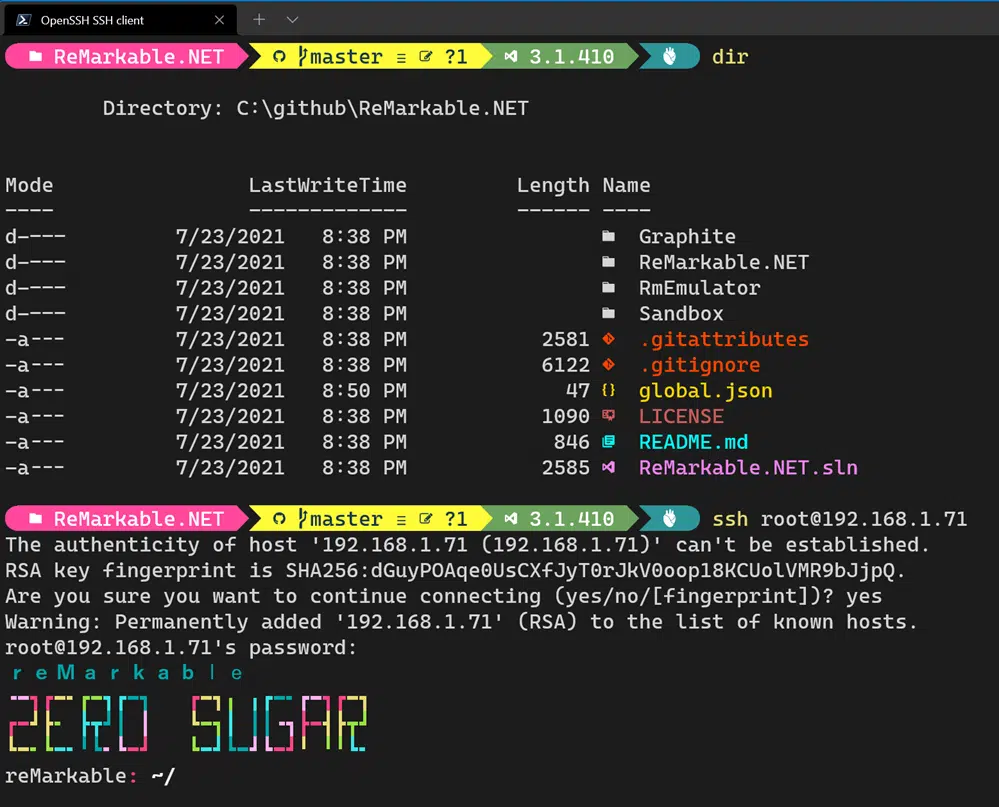 OpenSSH SSH client
ReMarkable.NET master ≡ ?1 3.1.410 dir
Directory: C:\github\ReMarkable.NET
Mode LastWriteTime Length Name
---- ------------- ------ ----
d---- 7/23/2021 8:38 PM Graphite
d---- 7/23/2021 8:38 PM ReMarkable.NET
d---- 7/23/2021 8:38 PM RmEmulator
d---- 7/23/2021 8:38 PM Sandbox
-a--- 7/23/2021 8:38 PM 2581 .gitattributes
-a--- 7/23/2021 8:38 PM 6122 .gitignore
-a--- 7/23/2021 8:50 PM 47 {} global.json
-a--- 7/23/2021 8:38 PM 1090 LICENSE
-a--- 7/23/2021 8:38 PM 846 README.md
-a--- 7/23/2021 8:38 PM 2585 ReMarkable.NET.sln
ReMarkable.NET master ≡ ?1 3.1.410 ssh root@192.168.1.71
The authenticity of host '192.168.1.71 (192.168.1.71)' can't be established.
RSA key fingerprint is SHA256:dGuyPOAqe0UsCXfJyT0rJkV0oop18KCUolVMR9bJjpQ.
Are you sure you want to continue connecting (yes/no/[fingerprint])? yes
Warning: Permanently added '192.168.1.71' (RSA) to the list of known hosts.
root@192.168.1.71's password:
reMarkable
ZERO SUGAR
reMarkable: ~/